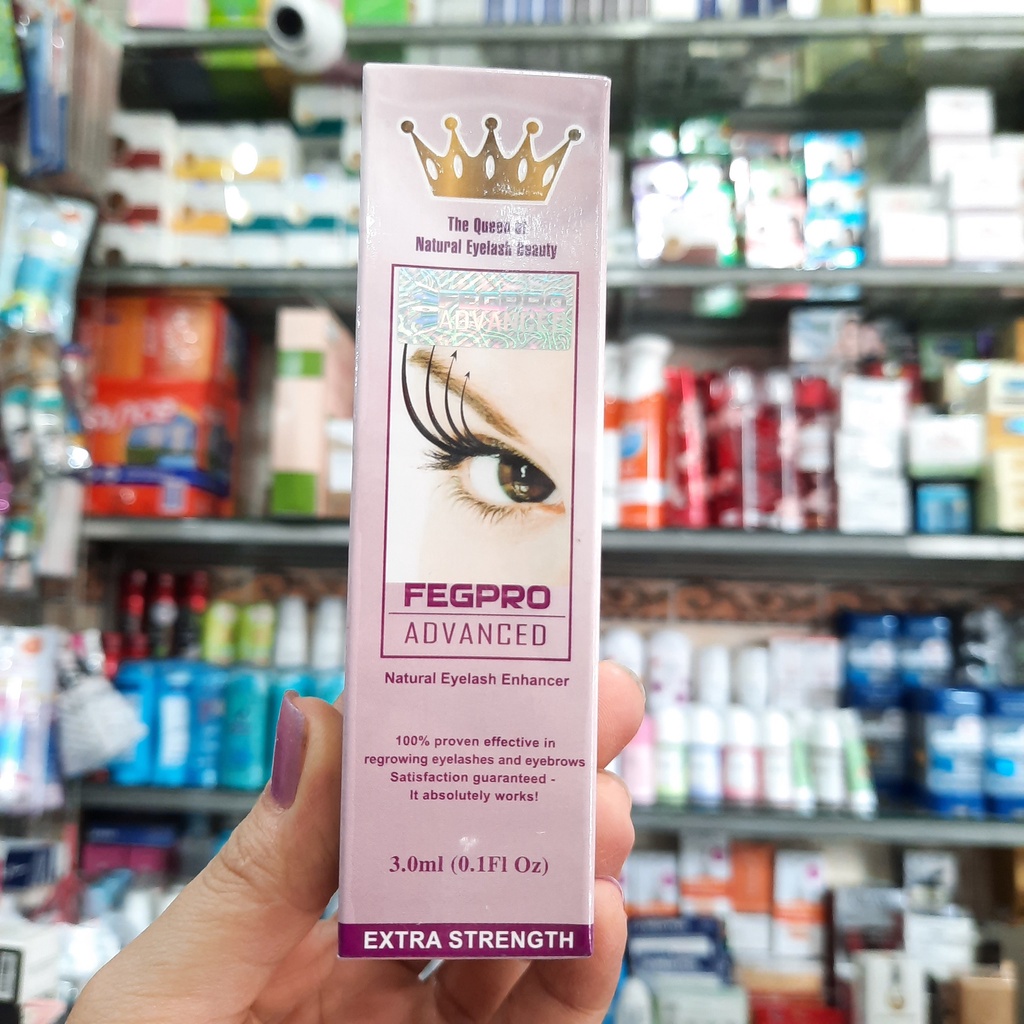 The Queen of
Natural Eyelash Beauty
FEGPRO
ADVANCED
FEGPRO
ADVANCED
Natural Eyelash Enhancer
100% proven effective in
regrowing eyelashes and eyebrows
Satisfaction guaranteed -
It absolutely works!
3.0ml (0.1Fl Oz)
EXTRA STRENGTH